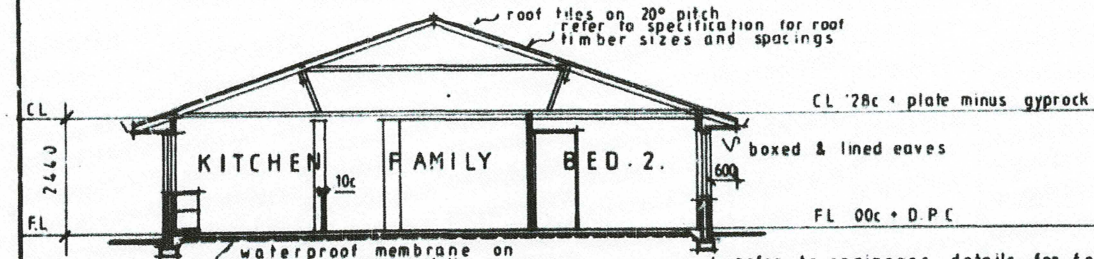 roof tiles on 20° pitch
refer to specification for roof
timber sizes and spacings
CL
CL 28c + plate minus gyprock
2440
KITCHEN
FAMILY
BED. 2.
boxed & lined eaves
600
10c
FL
FL 00c + D.P.C
waterproof membrane on
refer to engineers details for